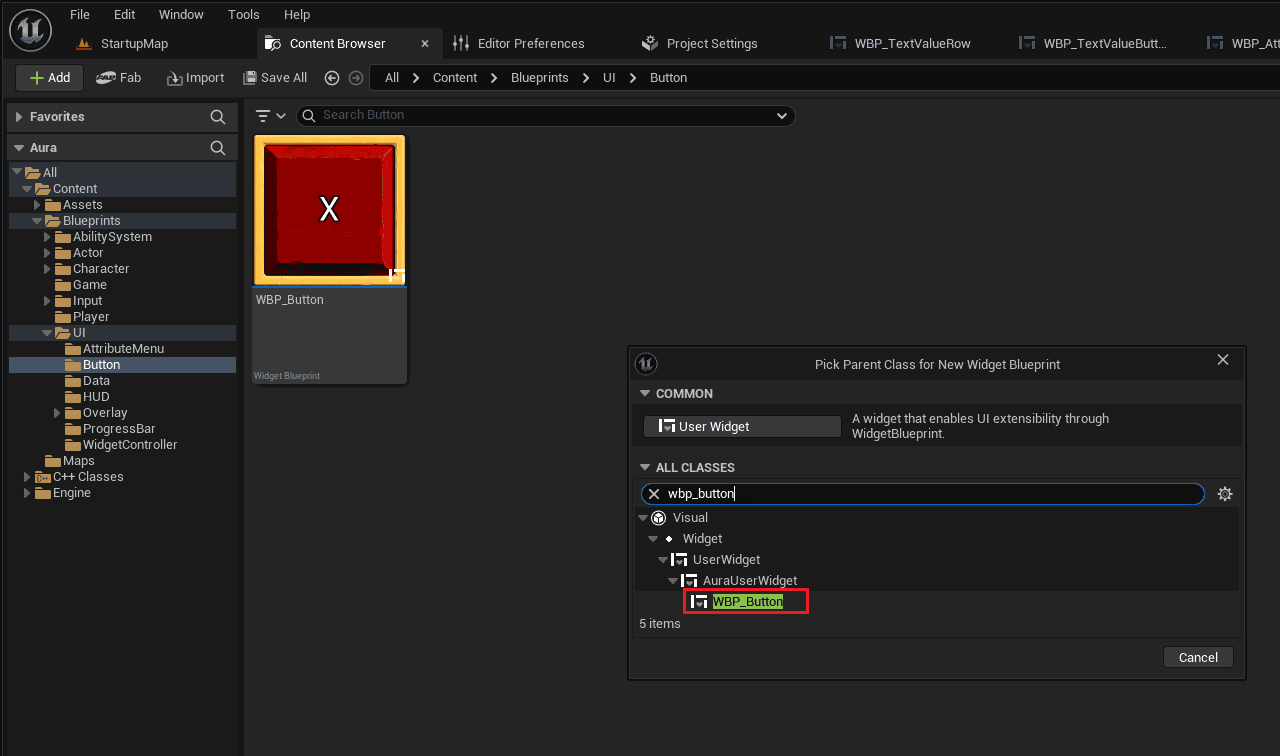 File Edit Window Tools Help
StartupMap Content Browser Editor Preferences Project Settings WBP_TextValueRow WBP_TextValueButt... WBP_Att
Add Fab Import Save All All Content Blueprints UI Button
Favorites
Search Button
Aura
All
Content
Assets
Blueprints
AbilitySystem
Actor
Character
Game
Input
Player
UI
AttributeMenu
Button
Data
HUD
Overlay
ProgressBar
WidgetController
Maps
C++ Classes
Engine
X
WBP_Button
Widget Blueprint
Pick Parent Class for New Widget Blueprint
COMMON
User Widget
A widget that enables UI extensibility through
WidgetBlueprint.
ALL CLASSES
wbp_button
Visual
Widget
UserWidget
AuraUserWidget
WBP_Button
5 items
Cancel